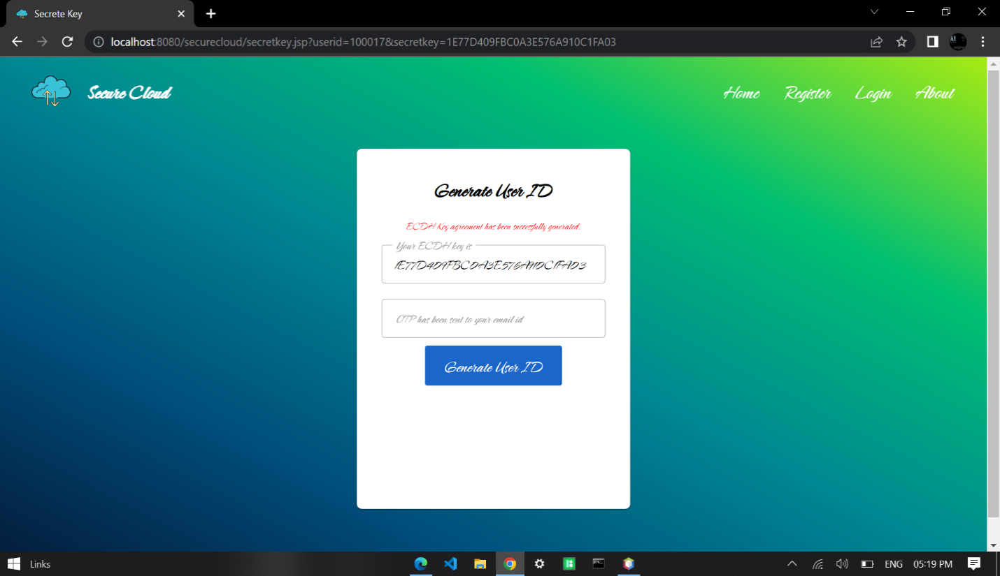 Secrete Key
localhost:8080/securecloud/secretkey.jsp?userid=100017&secretkey=1E77D409FBC0A3E576A910C1FA03
Secure Cloud
Home Register Login About
Generate User ID
ECDH Key agreement has been successfully generated.
Your ECDH key is
1E77D409FBC0A3E576A910C1FA03
OTP has been sent to your email id
Generate User ID
Links
ENG 05:19 PM